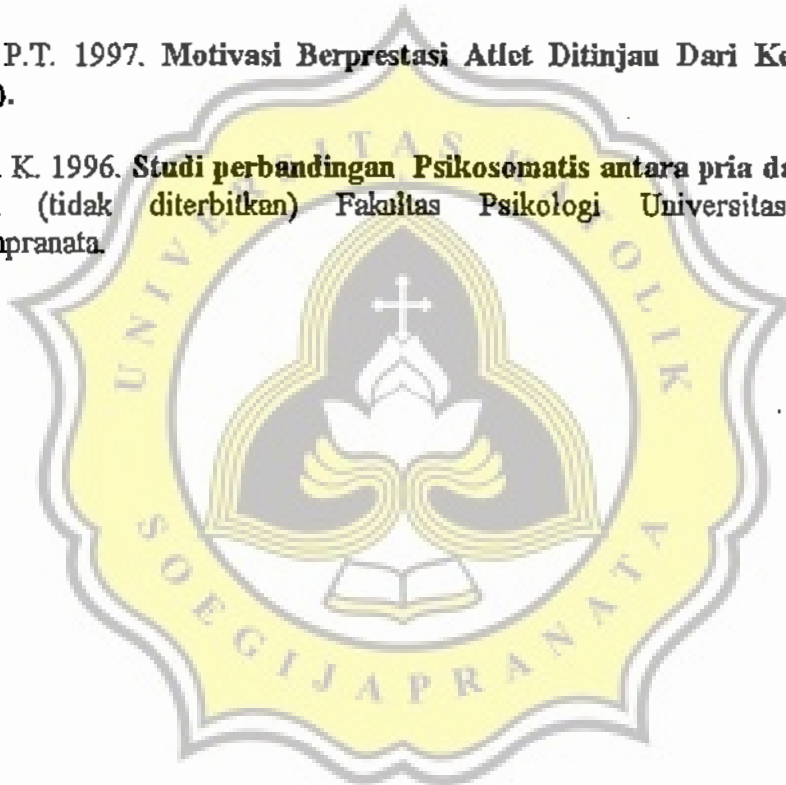 P.T. 1997. Motivasi Berprestasi Atlet Ditinjau Dari Ke
).
. K. 1996. Studi perbandingan Psikosomatis antara pria da
(tidak diterbitkan) Fakultas Psikologi Universitas
pranata.
UNIVERSITAS KATOLIK
SOEGIJAPRANATA